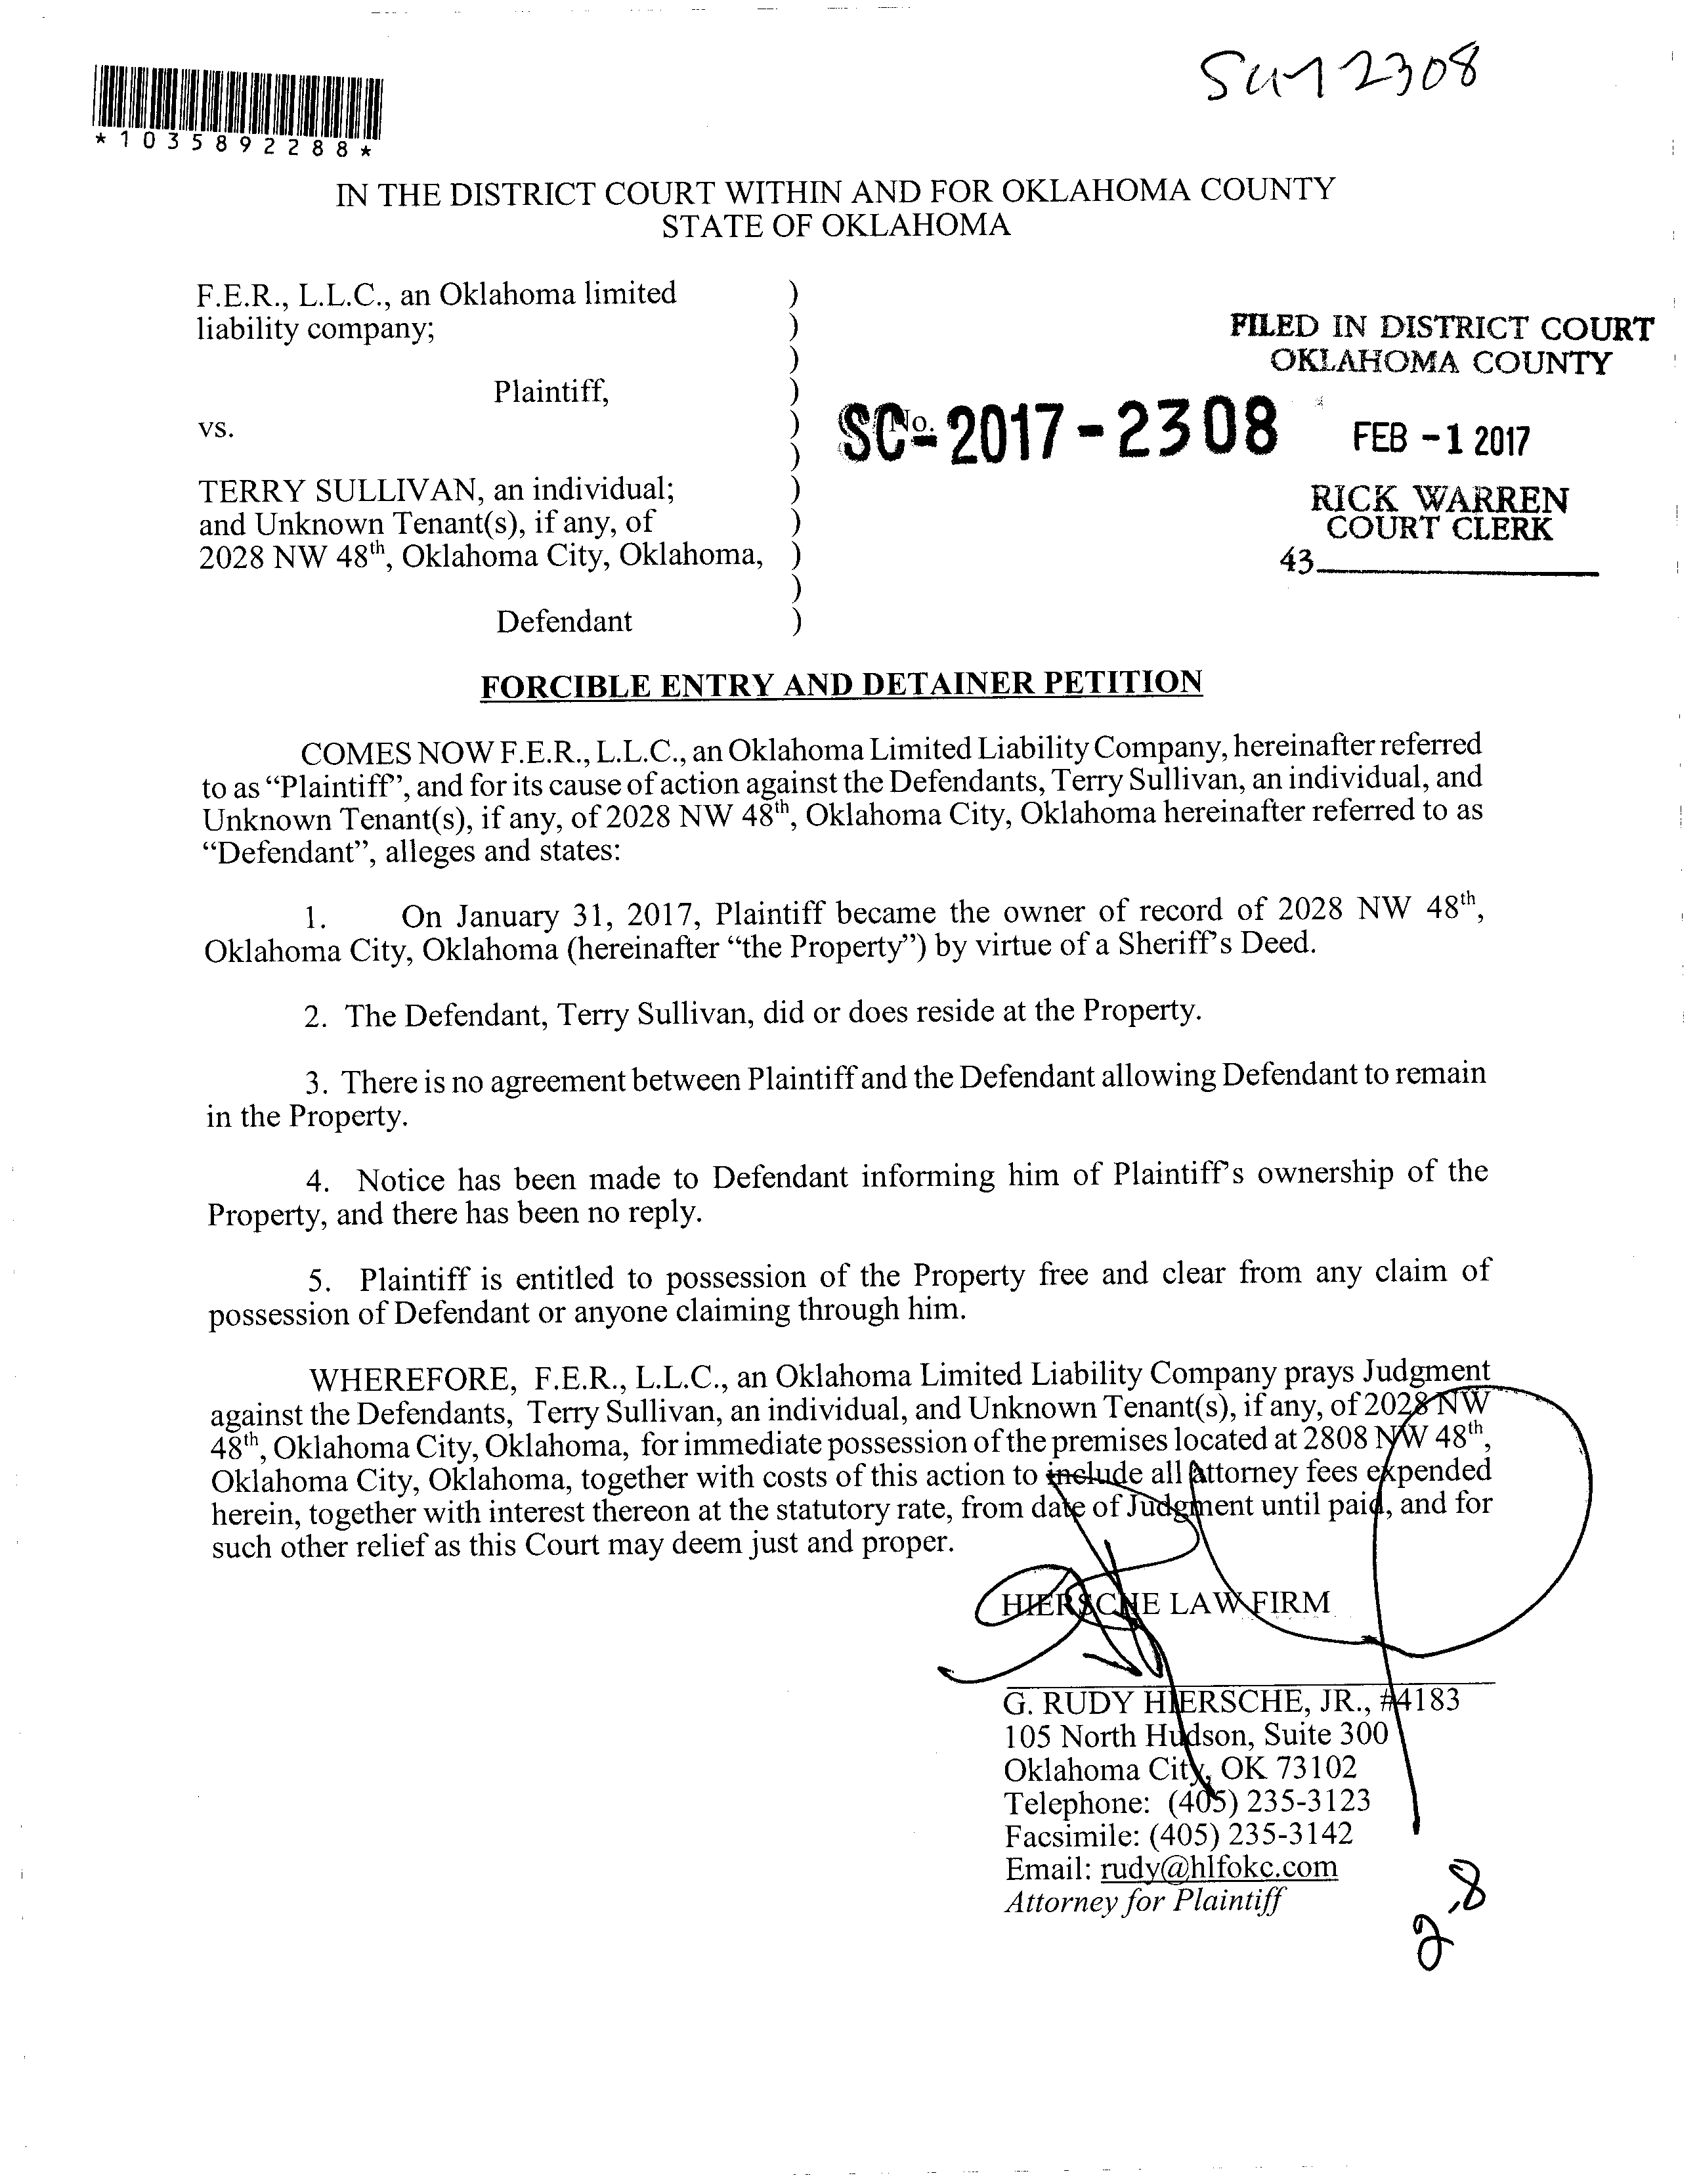 2308
*1035892288*
IN THE DISTRICT COURT WITHIN AND FOR OKLAHOMA COUNTY
STATE OF OKLAHOMA
F.E.R., L.L.C., an Oklahoma limited )
liability company; )
)
Plaintiff, )
vs. )
)
TERRY SULLIVAN, an individual; )
and Unknown Tenant(s), if any, of )
2028 NW 48th, Oklahoma City, Oklahoma, )
)
Defendant )
FILED IN DISTRICT COURT
OKLAHOMA COUNTY
No.
SC-2017-2308
FEB -1 2017
RICK WARREN
COURT CLERK
43
FORCIBLE ENTRY AND DETAINER PETITION
COMES NOW F.E.R., L.L.C., an Oklahoma Limited Liability Company, hereinafter referred
to as “Plaintiff”, and for its cause of action against the Defendants, Terry Sullivan, an individual, and
Unknown Tenant(s), if any, of 2028 NW 48th, Oklahoma City, Oklahoma hereinafter referred to as
“Defendant”, alleges and states:
1. On January 31, 2017, Plaintiff became the owner of record of 2028 NW 48th,
Oklahoma City, Oklahoma (hereinafter “the Property”) by virtue of a Sheriff's Deed.
2. The Defendant, Terry Sullivan, did or does reside at the Property.
3. There is no agreement between Plaintiff and the Defendant allowing Defendant to remain
in the Property.
4. Notice has been made to Defendant informing him of Plaintiff's ownership of the
Property, and there has been no reply.
5. Plaintiff is entitled to possession of the Property free and clear from any claim of
possession of Defendant or anyone claiming through him.
WHEREFORE, F.E.R., L.L.C., an Oklahoma Limited Liability Company prays Judgment
against the Defendants, Terry Sullivan, an individual, and Unknown Tenant(s), if any, of 2028 NW
48th, Oklahoma City, Oklahoma, for immediate possession of the premises located at 2808 NW 48th,
Oklahoma City, Oklahoma, together with costs of this action to include all attorney fees expended
herein, together with interest thereon at the statutory rate, from date of Judgment until paid, and for
such other relief as this Court may deem just and proper.
HIERSCHE LAW FIRM
G. RUDY HIERSCHE, JR., #4183
105 North Hudson, Suite 300
Oklahoma City, OK 73102
Telephone: (405) 235-3123
Facsimile: (405) 235-3142
Email: rudy@hlfokc.com
Attorney for Plaintiff